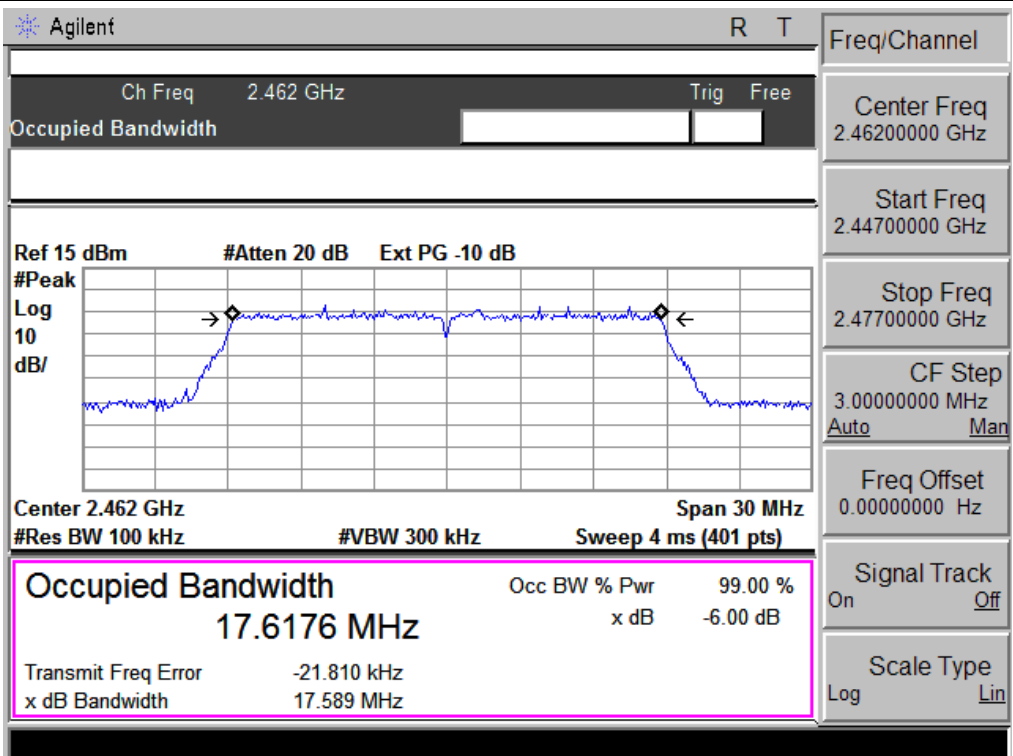 Agilent R T
Ch Freq 2.462 GHz Trig Free
Occupied Bandwidth
Ref 15 dBm #Atten 20 dB Ext PG -10 dB
#Peak
Log
10
dB/
Center 2.462 GHz Span 30 MHz
#Res BW 100 kHz #VBW 300 kHz Sweep 4 ms (401 pts)
Occupied Bandwidth
17.6176 MHz
Occ BW % Pwr 99.00 %
x dB -6.00 dB
Transmit Freq Error -21.810 kHz
x dB Bandwidth 17.589 MHz
Freq/Channel
Center Freq
2.46200000 GHz
Start Freq
2.44700000 GHz
Stop Freq
2.47700000 GHz
CF Step
3.00000000 MHz
Auto Man
Freq Offset
0.00000000 Hz
Signal Track
On Off
Scale Type
Log Lin